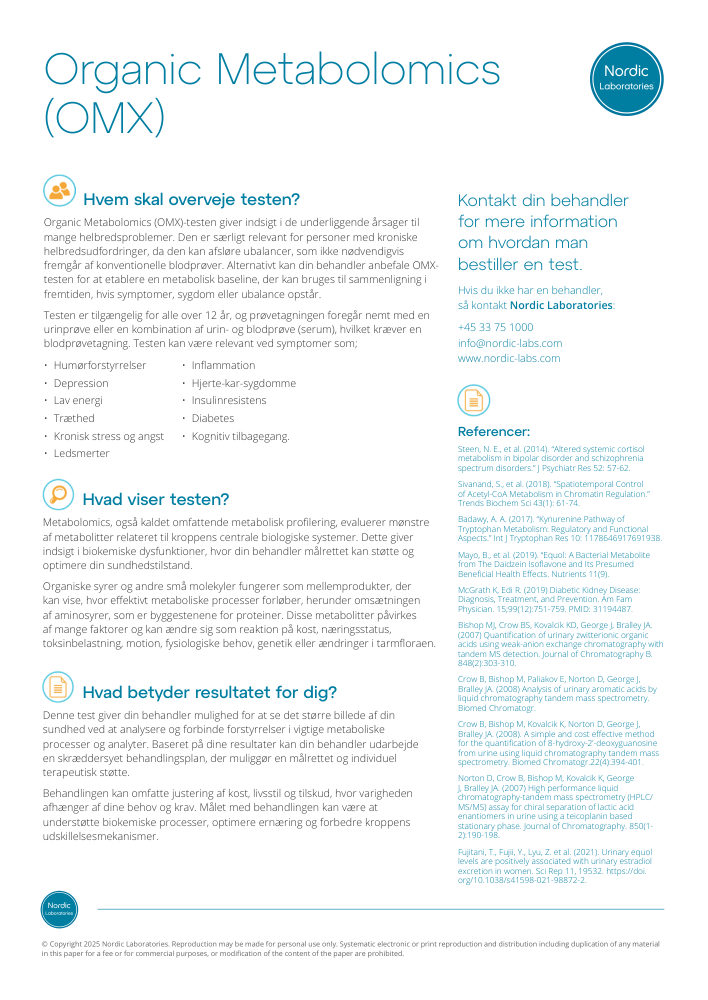 Organic Metabolomics
(OMX)
Nordic
Laboratories
Hvem skal overveje testen?
Organic Metabolomics (OMX)-testen giver indsigt i de underliggende årsager til
mange helbredsproblemer. Den er særligt relevant for personer med kroniske
helbredsudfordringer, da den kan afsløre ubalancer, som ikke nødvendigvis
fremgår af konventionelle blodprøver. Alternativt kan din behandler anbefale OMX-
testen for at etablere en metabolisk baseline, der kan bruges til sammenligning i
fremtiden, hvis symptomer, sygdom eller ubalance opstår.
Testen er tilgængelig for alle over 12 år, og prøvetagningen foregår nemt med en
urinprøve eller en kombination af urin- og blodprøve (serum), hvilket kræver en
blodprøvetagning. Testen kan være relevant ved symptomer som;
• Humørforstyrrelser
• Depression
• Lav energi
• Træthed
• Kronisk stress og angst
• Ledsmerter
• Inflammation
• Hjerte-kar-sygdomme
• Insulinresistens
• Diabetes
• Kognitiv tilbagegang.
Hvad viser testen?
Metabolomics, også kaldet omfattende metabolisk profilering, evaluerer mønstre
af metabolitter relateret til kroppens centrale biologiske systemer. Dette giver
indsigt i biokemiske dysfunktioner, hvor din behandler målrettet kan støtte og
optimere din sundhedstilstand.
Organiske syrer og andre små molekyler fungerer som mellemprodukter, der
kan vise, hvor effektivt metaboliske processer forløber, herunder omsætningen
af aminosyrer, som er byggestenene for proteiner. Disse metabolitter påvirkes
af mange faktorer og kan ændre sig som reaktion på kost, næringsstatus,
toksinbelastning, motion, fysiologiske behov, genetik eller ændringer i tarmfloraen.
Hvad betyder resultatet for dig?
Denne test giver din behandler mulighed for at se det større billede af din
sundhed ved at analysere og forbinde forstyrrelser i vigtige metaboliske
processer og analyter. Baseret på dine resultater kan din behandler udarbejde
en skræddersyet behandlingsplan, der muliggør en målrettet og individuel
terapeutisk støtte.
Behandlingen kan omfatte justering af kost, livsstil og tilskud, hvor varigheden
afhænger af dine behov og krav. Målet med behandlingen kan være at
understøtte biokemiske processer, optimere ernæring og forbedre kroppens
udskillelsesmekanismer.
Kontakt din behandler
for mere information
om hvordan man
bestiller en test.
Hvis du ikke har en behandler,
så kontakt Nordic Laboratories:
+45 33 75 1000
info@nordic-labs.com
www.nordic-labs.com
Referencer:
Steen, N. E., et al. (2014). "Altered systemic cortisol
metabolism in bipolar disorder and schizophrenia
spectrum disorders." J Psychiatr Res 52: 57-62.
Sivanand, S., et al. (2018). "Spatiotemporal Control
of Acetyl-CoA Metabolism in Chromatin Regulation."
Trends Biochem Sci 43(1): 61-74.
Badawy, A. A. (2017). "Kynurenine Pathway of
Tryptophan Metabolism: Regulatory and Functional
Aspects." Int J Tryptophan Res 10: 1178646917691938.
Mayo, B., et al. (2019). "Equol: A Bacterial Metabolite
from The Daidzein Isoflavone and Its Presumed
Beneficial Health Effects. Nutrients 11(9).
McGrath K, Edi R. (2019) Diabetic Kidney Disease:
Diagnosis, Treatment, and Prevention. Am Fam
Physician. 15;99(12):751-759. PMID: 31194487.
Bishop MJ, Crow BS, Kovalcik KD, George J, Bralley JA.
(2007) Quantification of urinary zwitterionic organic
acids using weak-anion exchange chromatography with
tandem MS detection. Journal of Chromatography B.
848(2):303-310.
Crow B, Bishop M, Paliakov E, Norton D, George J,
Bralley JA. (2008) Analysis of urinary aromatic acids by
liquid chromatography tandem mass spectrometry.
Biomed Chromatogr.
Crow B, Bishop M, Kovalcik K, Norton D, George J,
Bralley JA. (2008). A simple and cost effective method
for the quantification of 8-hydroxy-2'-deoxyguanosine
from urine using liquid chromatography tandem mass
spectrometry. Biomed Chromatogr.22(4):394-401.
Norton D, Crow B, Bishop M, Kovalcik K, George
J, Bralley JA. (2007) High performance liquid
chromatography-tandem mass spectrometry (HPLC/
MS/MS) assay for chiral separation of lactic acid
enantiomers in urine using a teicoplanin based
stationary phase. Journal of Chromatography. 850(1-
2):190-198.
Fujitani, T., Fujii, Y., Lyu, Z. et al. (2021). Urinary equol
levels are positively associated with urinary estradiol
excretion in women. Sci Rep 11, 19532. https://doi.
org/10.1038/s41598-021-98872-2.
Nordic
Laboratories
© Copyright 2025 Nordic Laboratories. Reproduction may be made for personal use only. Systematic electronic or print reproduction and distribution including duplication of any material
in this paper for a fee or for commercial purposes, or modification of the content of the paper are prohibited.